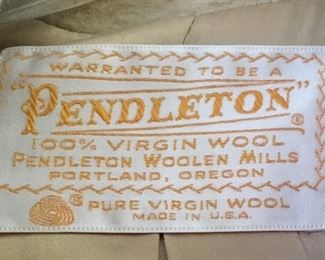 WARRANTED TO BE A
"PENDLETON"®
100% VIRGIN WOOL
PENDLETON WOOLEN MILLS
PORTLAND, OREGON
® PURE VIRGIN WOOL
MADE IN U.S.A.